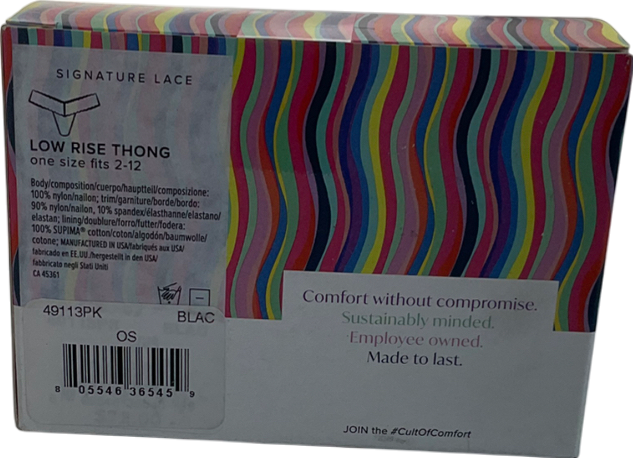 SIGNATURE LACE
LOW RISE THONG
one size fits 2-12
Body/composition/cuerpo/hauptteil/composizione:
100% nylon/nailon; trim/garniture/borde/bordo:
90% nylon/nailon, 10% spandex/élasthanne/elastano/
elastan; lining/doublure/forro/futter/fodera:
100% SUPIMA® cotton/coton/algodón/baumwolle/
cotone; MANUFACTURED IN USA/fabriqués aux USA/
fabricado en EE.UU./hergestellt in den USA/
fabbricato negli Stati Uniti
CA 45361
49113PK BLAC
OS
8 05546 36545 9
Comfort without compromise.
Sustainably minded.
Employee owned.
Made to last.
JOIN the #CultOfComfort